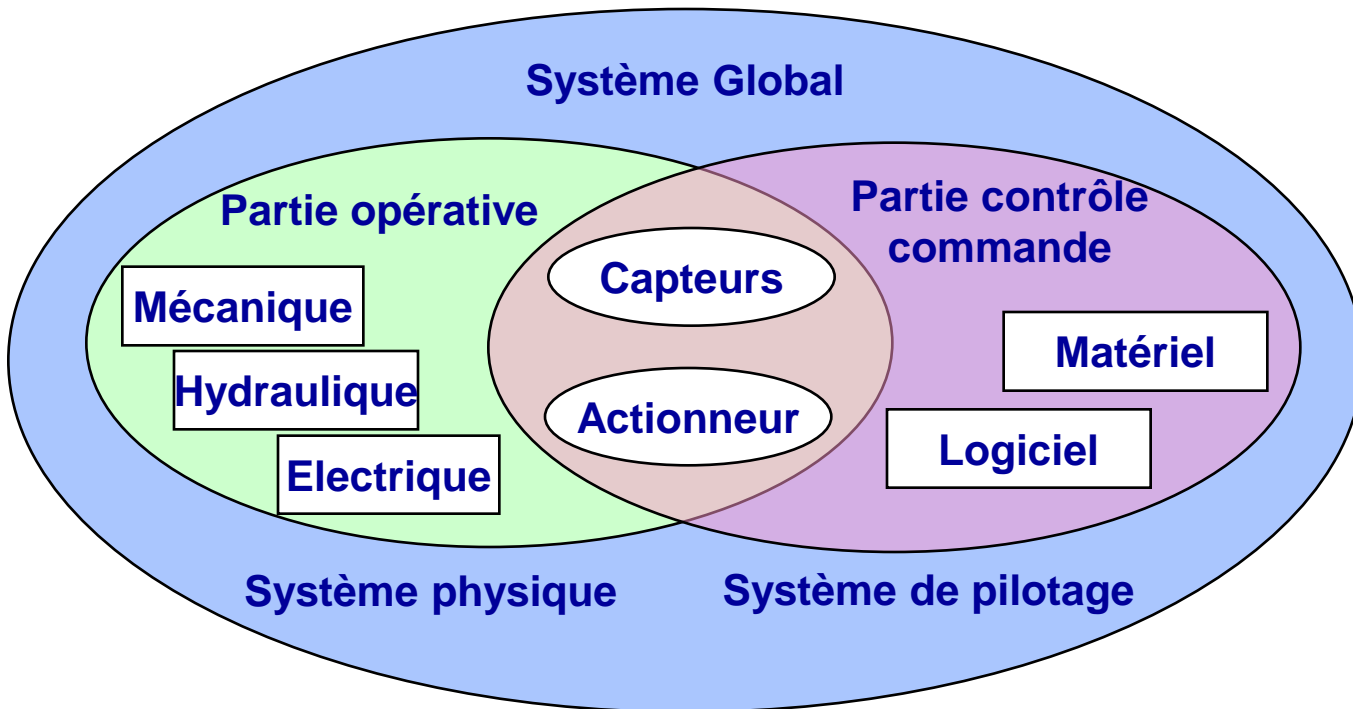 Système Global
Partie opérative
Partie contrôle
commande
Capteurs
Mécanique
Matériel
Hydraulique
Actionneur
Logiciel
Electrique
Système physique
Système de pilotage